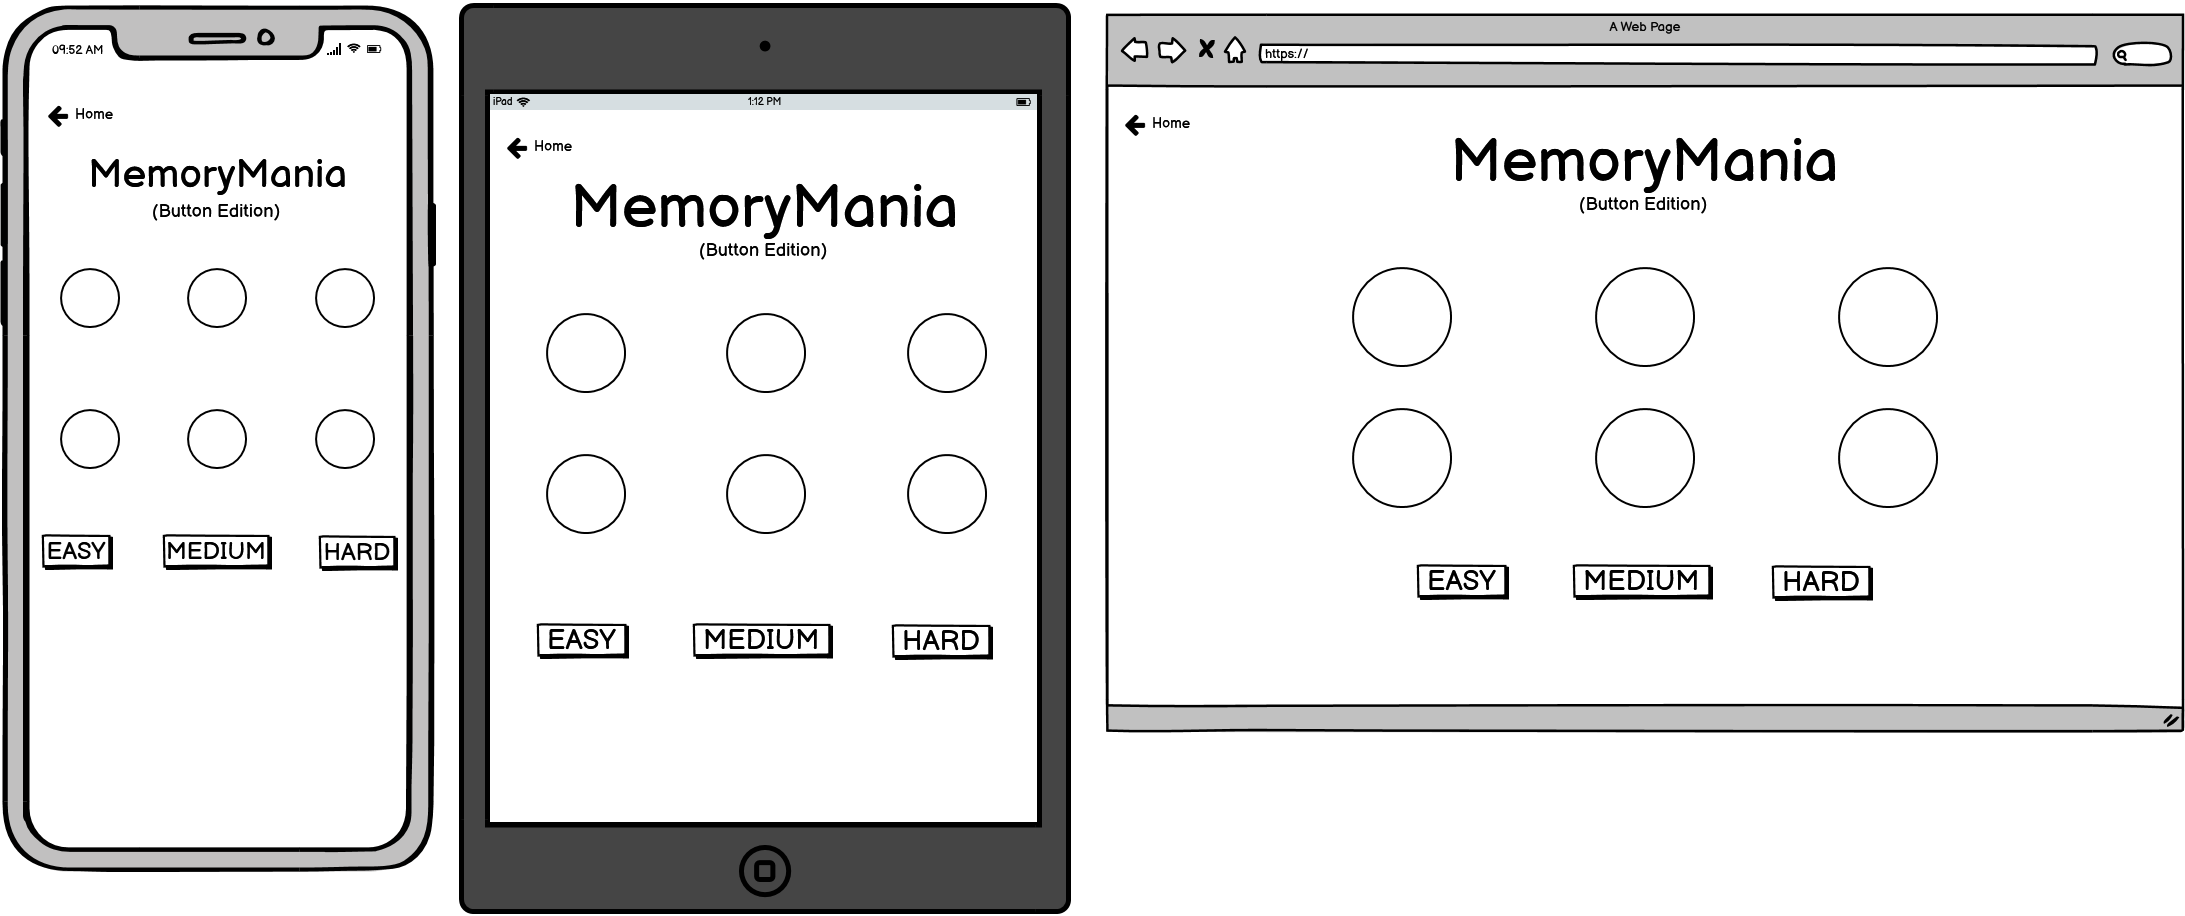 09:52 AM
Home
MemoryMania
(Button Edition)
EASY MEDIUM HARD
iPad 1:12 PM
Home
MemoryMania
(Button Edition)
EASY MEDIUM HARD
A Web Page
https://
Home
MemoryMania
(Button Edition)
EASY MEDIUM HARD